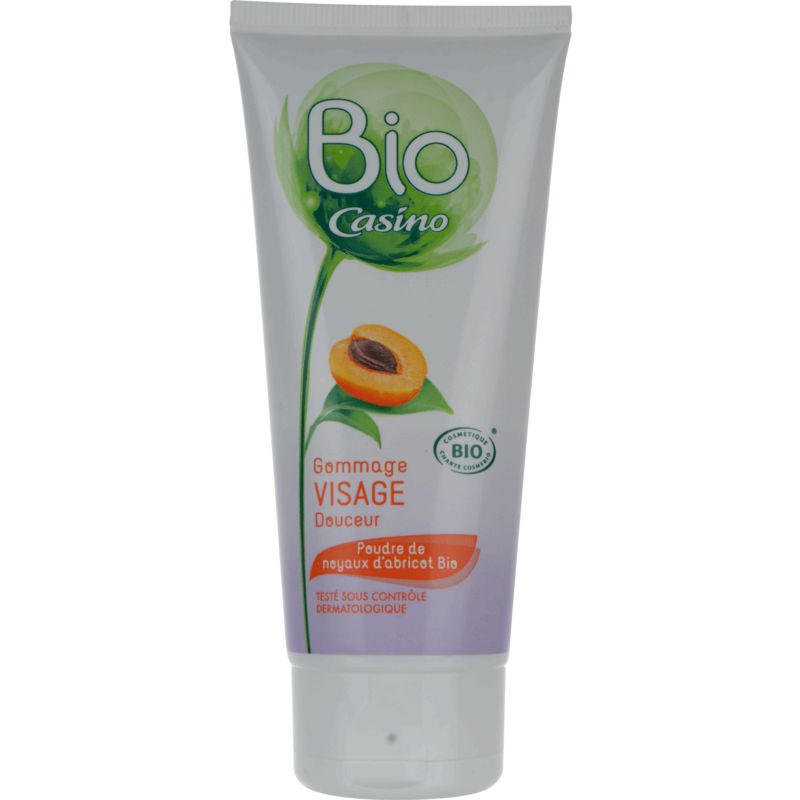 Bio
Casino
Gommage
VISAGE
Douceur
COSMETIQUE
BIO
CHARTE COSMEBIO
®
Poudre de
noyaux d'abricot Bio
TESTÉ SOUS CONTRÔLE
DERMATOLOGIQUE